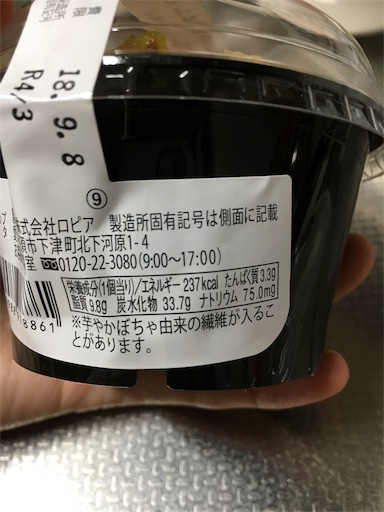 賞味
18.9.8
R4/3
⑨
株式会社ロピア 製造所固有記号は側面に記載
原市下津町北下河原1-4
室 ☎0120-22-3080(9:00~17:00)
栄養成分(1個当り)/エネルギー 237kcal たんぱく質 3.3g
脂質 9.8g 炭水化物 33.7g ナトリウム 75.0mg
※芋やかぼちゃ由来の繊維が入るこ
とがあります。
8861